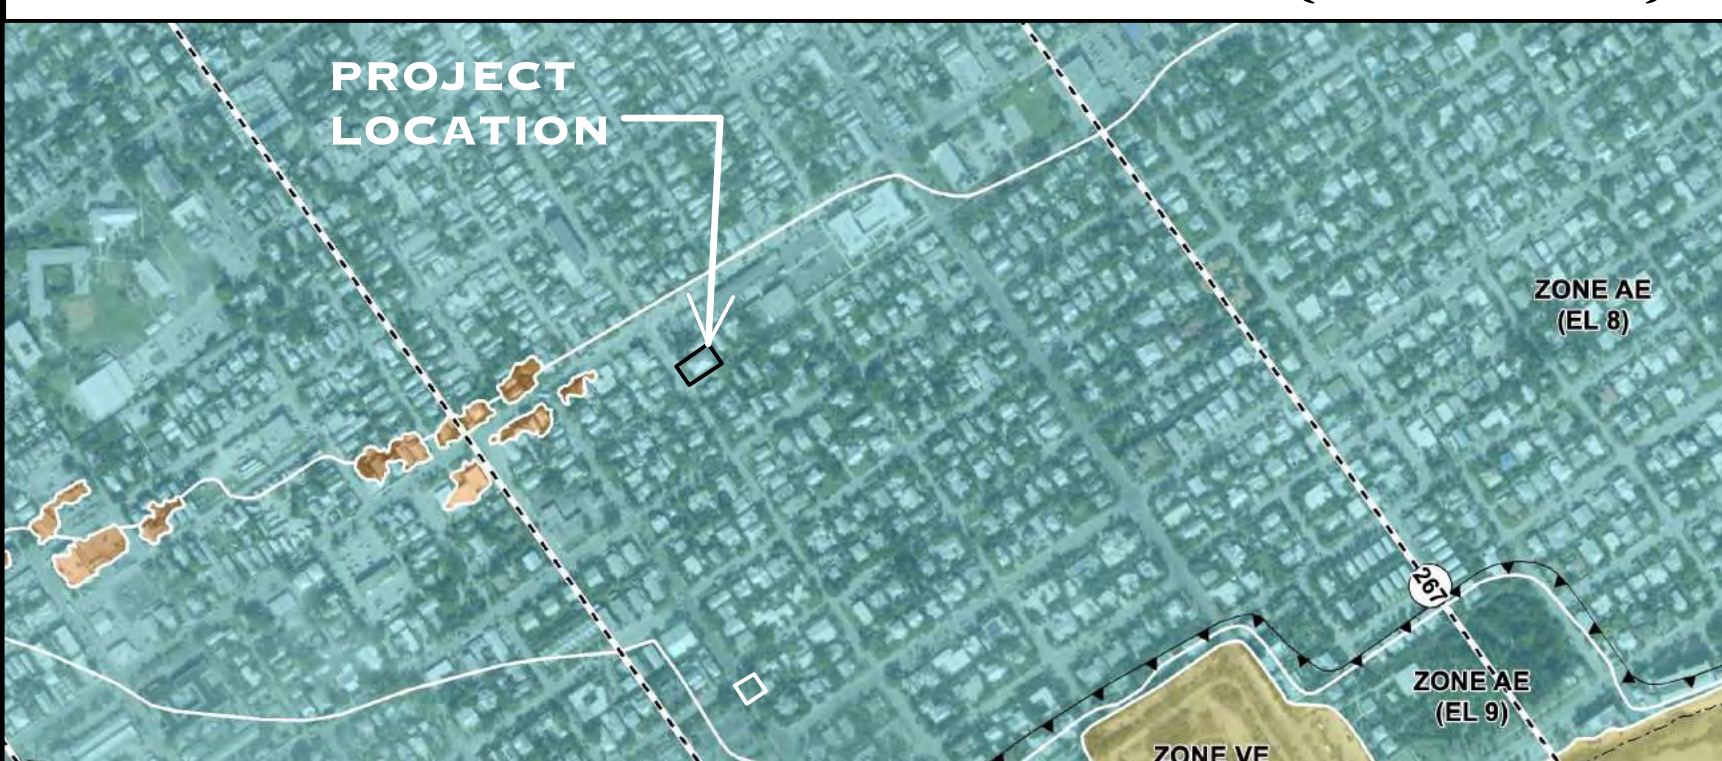 PROJECT
LOCATION
ZONE AE
(EL 8)
267
ZONE AE
(EL 9)
ZONE VE